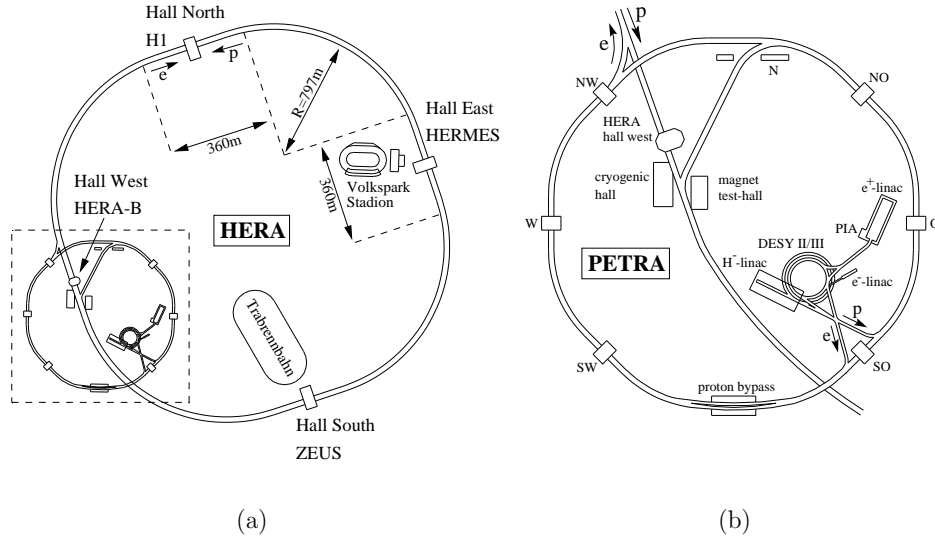 Hall North
H1
e
p
R=797m
360m
Hall East
HERMES
360m
Volkspark
Stadion
Hall West
HERA-B
HERA
Trabrennbahn
Hall South
ZEUS
(a)
e
p
NW
N
NO
HERA
hall west
cryogenic
hall
magnet
test-hall
e+-linac
PIA
W
O
DESY II/III
PETRA
H--linac
e--linac
p
e
SW
SO
proton bypass
(b)